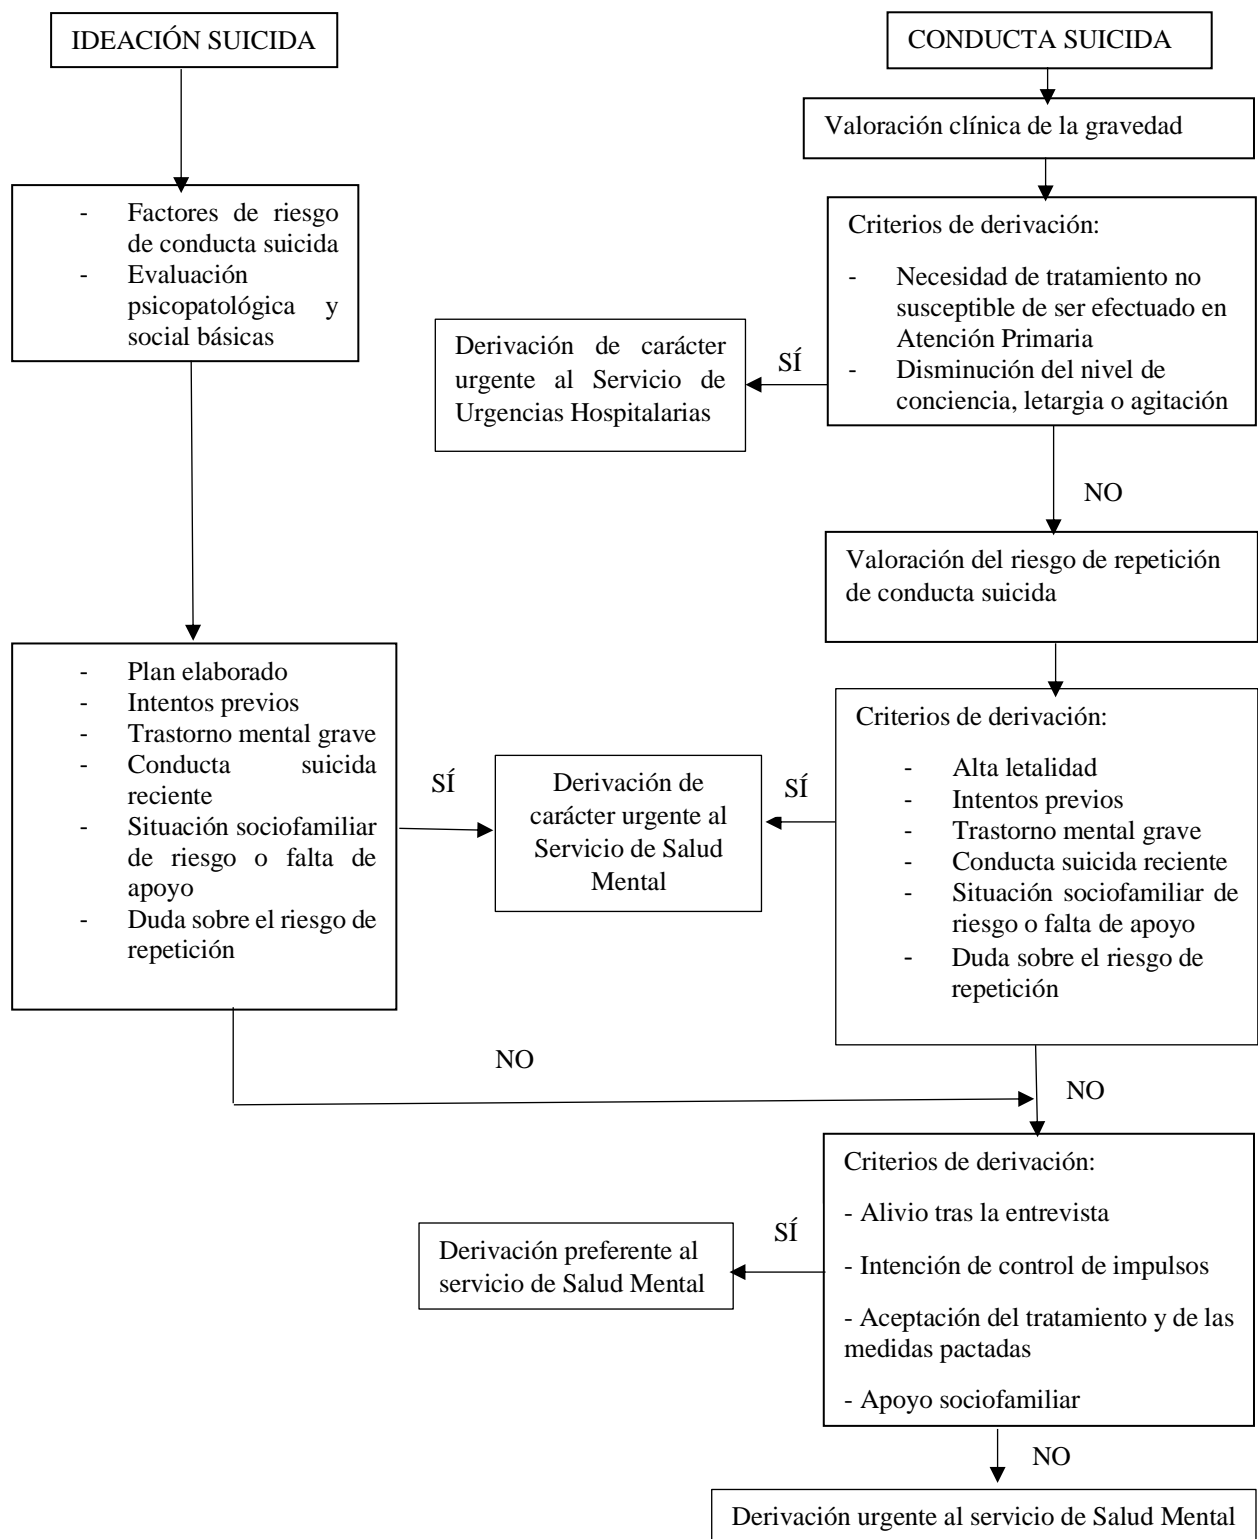 IDEACIÓN SUICIDA
CONDUCTA SUICIDA
Valoración clínica de la gravedad
- Factores de riesgo
de conducta suicida
- Evaluación
psicopatológica y
social básicas
Criterios de derivación:
- Necesidad de tratamiento no
susceptible de ser efectuado en
Atención Primaria
- Disminución del nivel de
conciencia, letargia o agitación
SÍ
Derivación de carácter
urgente al Servicio de
Urgencias Hospitalarias
NO
Valoración del riesgo de repetición
de conducta suicida
- Plan elaborado
- Intentos previos
- Trastorno mental grave
- Conducta suicida
reciente
- Situación sociofamiliar
de riesgo o falta de
apoyo
- Duda sobre el riesgo de
repetición
SÍ
Derivación de
carácter urgente al
Servicio de Salud
Mental
SÍ
Criterios de derivación:
- Alta letalidad
- Intentos previos
- Trastorno mental grave
- Conducta suicida reciente
- Situación sociofamiliar de
riesgo o falta de apoyo
- Duda sobre el riesgo de
repetición
NO
NO
Criterios de derivación:
- Alivio tras la entrevista
- Intención de control de impulsos
- Aceptación del tratamiento y de las
medidas pactadas
- Apoyo sociofamiliar
SÍ
Derivación preferente al
servicio de Salud Mental
NO
Derivación urgente al servicio de Salud Mental